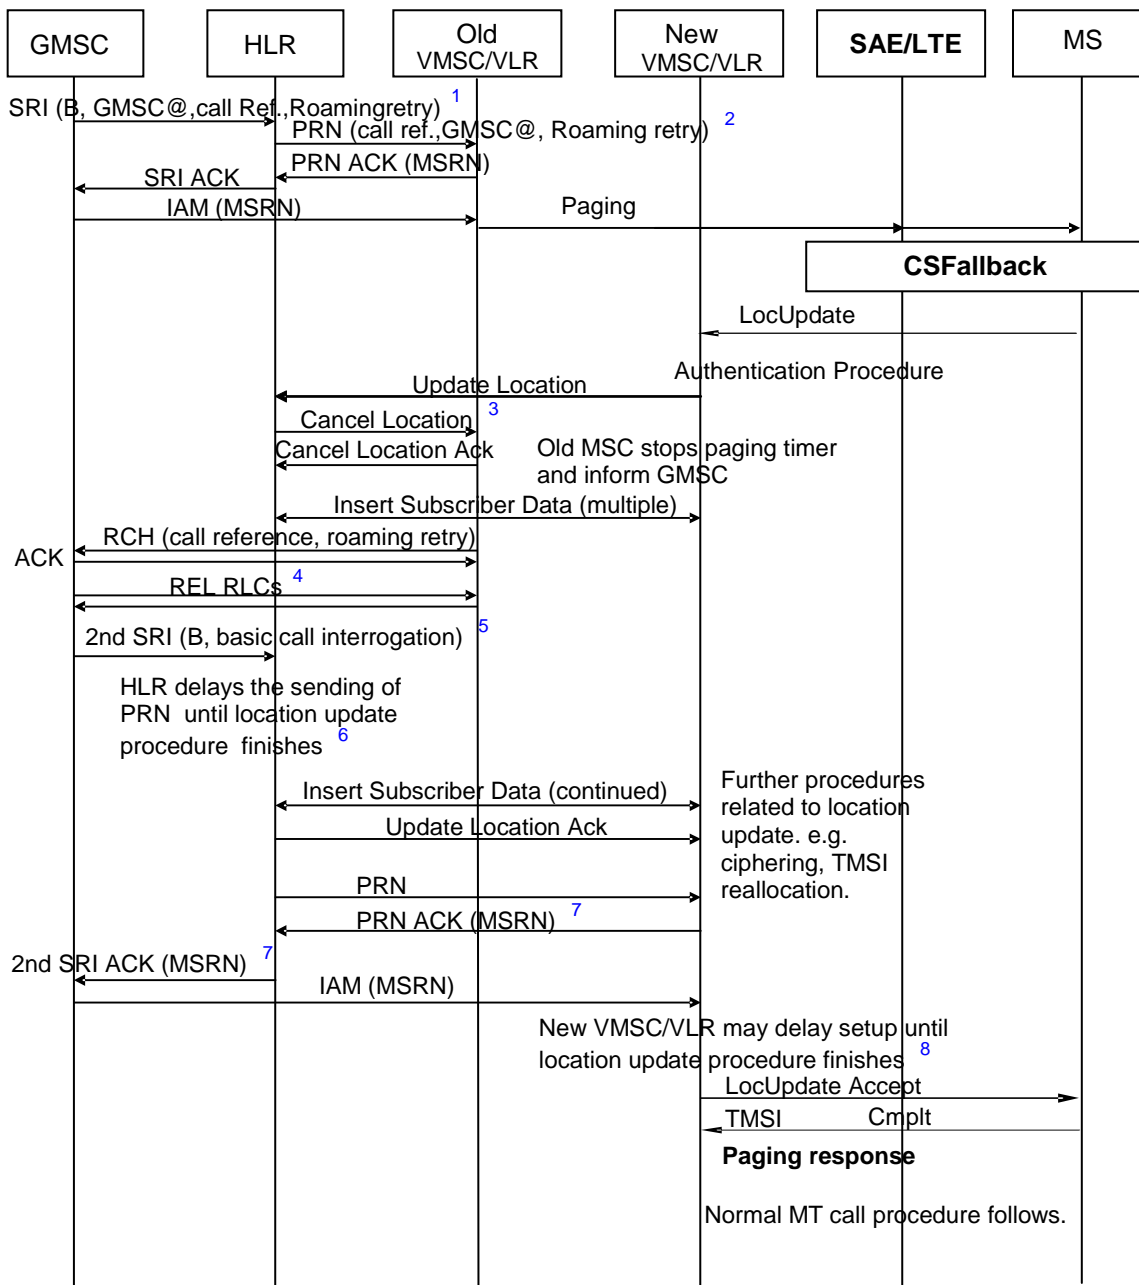 GMSC
HLR
Old
VMSC/VLR
New
VMSC/VLR
SAE/LTE
MS
SRI (B, GMSC@,call Ref.,Roamingretry) 1
PRN (call ref.,GMSC@, Roaming retry) 2
PRN ACK (MSRN)
SRI ACK
IAM (MSRN)
Paging
CSFallback
LocUpdate
Authentication Procedure
Update Location
Cancel Location 3
Cancel Location Ack
Old MSC stops paging timer
and inform GMSC
Insert Subscriber Data (multiple)
RCH (call reference, roaming retry)
ACK
REL RLCs 4
2nd SRI (B, basic call interrogation) 5
HLR delays the sending of
PRN until location update
procedure finishes 6
Insert Subscriber Data (continued)
Update Location Ack
Further procedures
related to location
update. e.g.
ciphering, TMSI
reallocation.
PRN
PRN ACK (MSRN) 7
2nd SRI ACK (MSRN) 7
IAM (MSRN)
New VMSC/VLR may delay setup until
location update procedure finishes 8
LocUpdate Accept
TMSI Cmplt
Paging response
Normal MT call procedure follows.